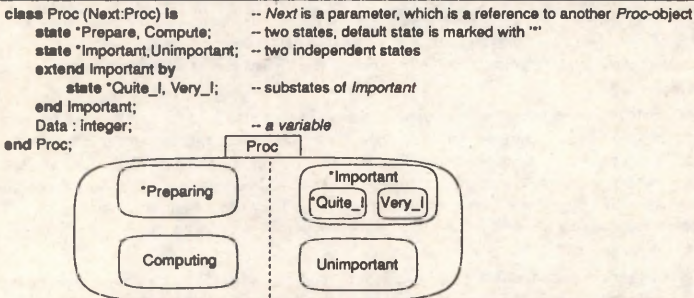 class Proc (Next:Proc) is -- Next is a parameter, which is a reference to another Proc-object
state *Prepare, Compute; -- two states, default state is marked with '*'
state *Important,Unimportant; -- two independent states
extend Important by
state *Quite_I, Very_I; -- substates of Important
end Important;
Data : integer; -- a variable
end Proc;
Proc
*Preparing
*Important
*Quite_I Very_I
Computing
Unimportant